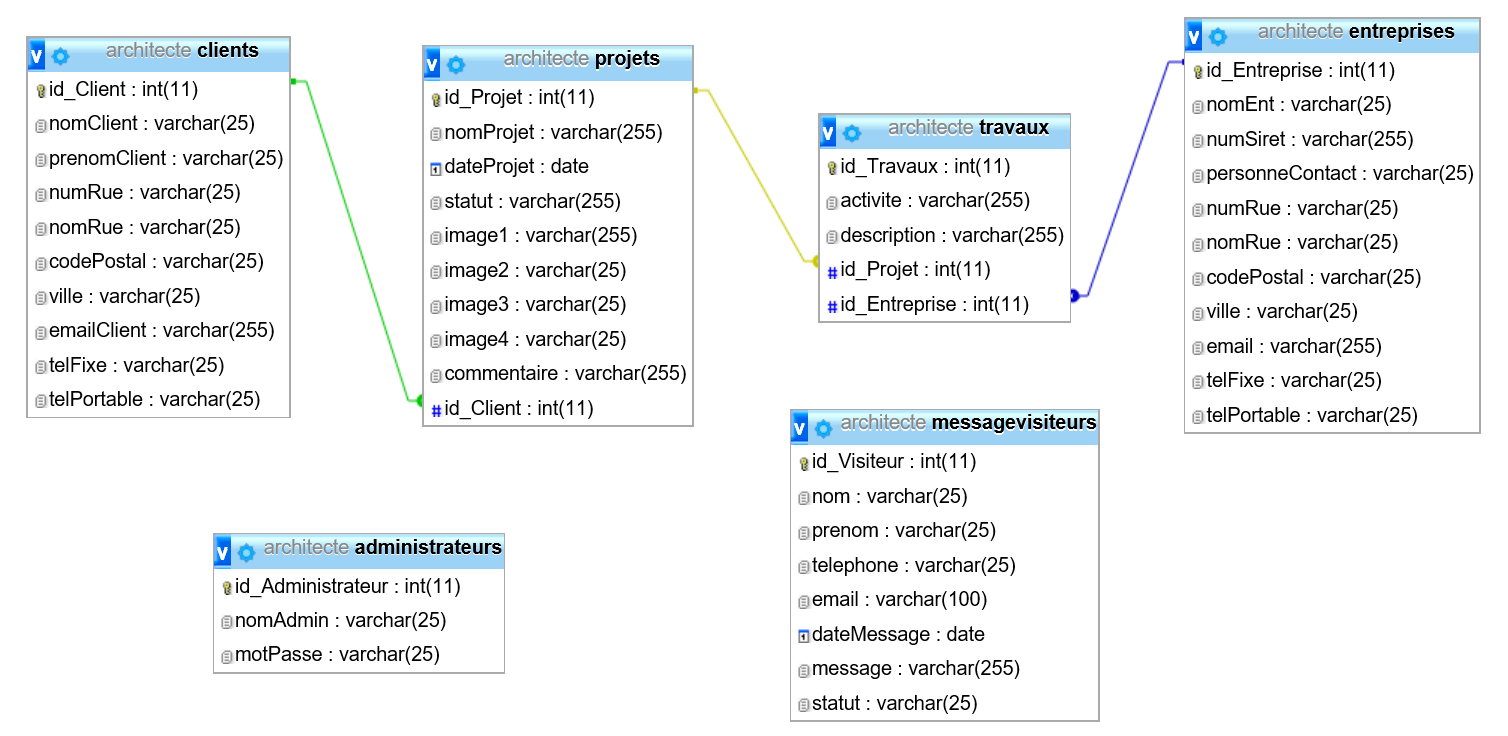 architecte clients
id_Client : int(11)
nomClient : varchar(25)
prenomClient : varchar(25)
numRue : varchar(25)
nomRue : varchar(25)
codePostal : varchar(25)
ville : varchar(25)
emailClient : varchar(255)
telFixe : varchar(25)
telPortable : varchar(25)
architecte projets
id_Projet : int(11)
nomProjet : varchar(255)
dateProjet : date
statut : varchar(255)
image1 : varchar(255)
image2 : varchar(25)
image3 : varchar(25)
image4 : varchar(25)
commentaire : varchar(255)
# id_Client : int(11)
architecte travaux
id_Travaux : int(11)
activite : varchar(255)
description : varchar(255)
# id_Projet : int(11)
# id_Entreprise : int(11)
architecte entreprises
id_Entreprise : int(11)
nomEnt : varchar(25)
numSiret : varchar(255)
personneContact : varchar(25)
numRue : varchar(25)
nomRue : varchar(25)
codePostal : varchar(25)
ville : varchar(25)
email : varchar(255)
telFixe : varchar(25)
telPortable : varchar(25)
architecte administrateurs
id_Administrateur : int(11)
nomAdmin : varchar(25)
motPasse : varchar(25)
architecte messagevisiteurs
id_Visiteur : int(11)
nom : varchar(25)
prenom : varchar(25)
telephone : varchar(25)
email : varchar(100)
dateMessage : date
message : varchar(255)
statut : varchar(25)